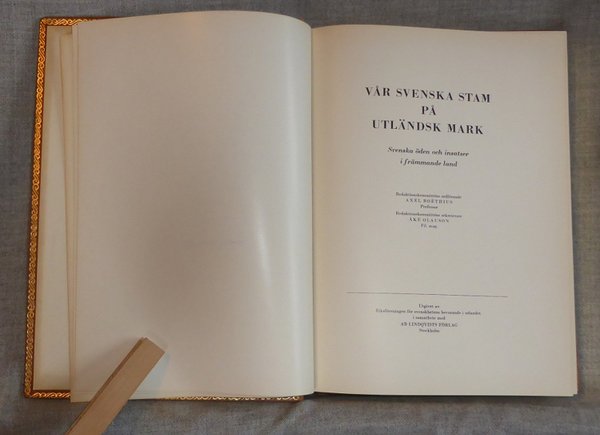 VÅR SVENSKA STAM
PÅ
UTLÄNDSK MARK
Svenska öden och insatser
i främmande land
Redaktionskommitténs ordförande
AXEL BOËTHIUS
Professor
Redaktionskommitténs sekreterare
ÅKE OLAUSON
Fil. mag.
Utgivet av
Riksföreningen för svenskhetens bevarande i utlandet
i samarbete med
AB LINDQVISTS FÖRLAG
Stockholm